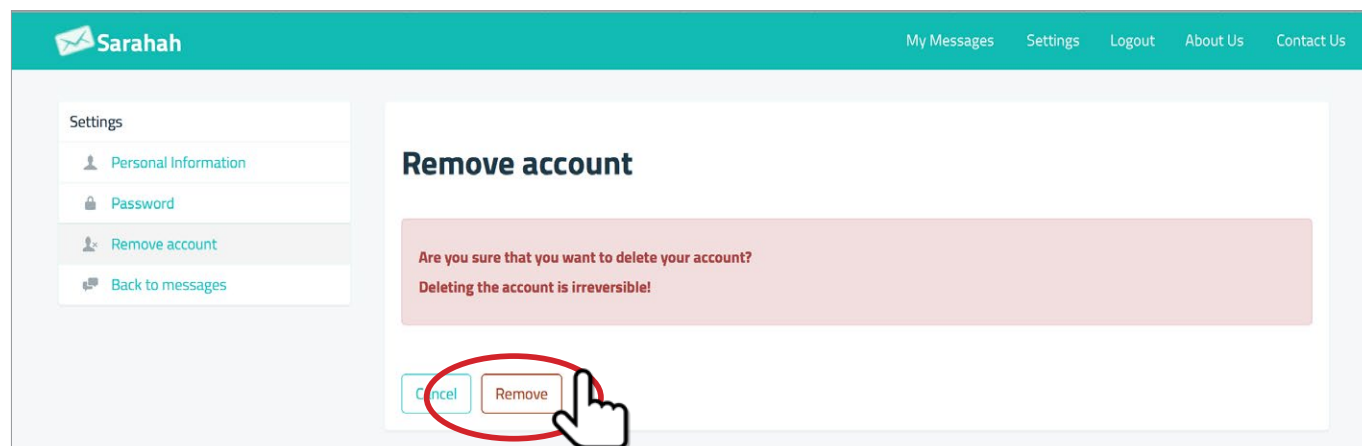 Sarahah
My Messages Settings Logout About Us Contact Us
Settings
Personal Information
Password
Remove account
Back to messages
Remove account
Are you sure that you want to delete your account?
Deleting the account is irreversible!
Cancel Remove